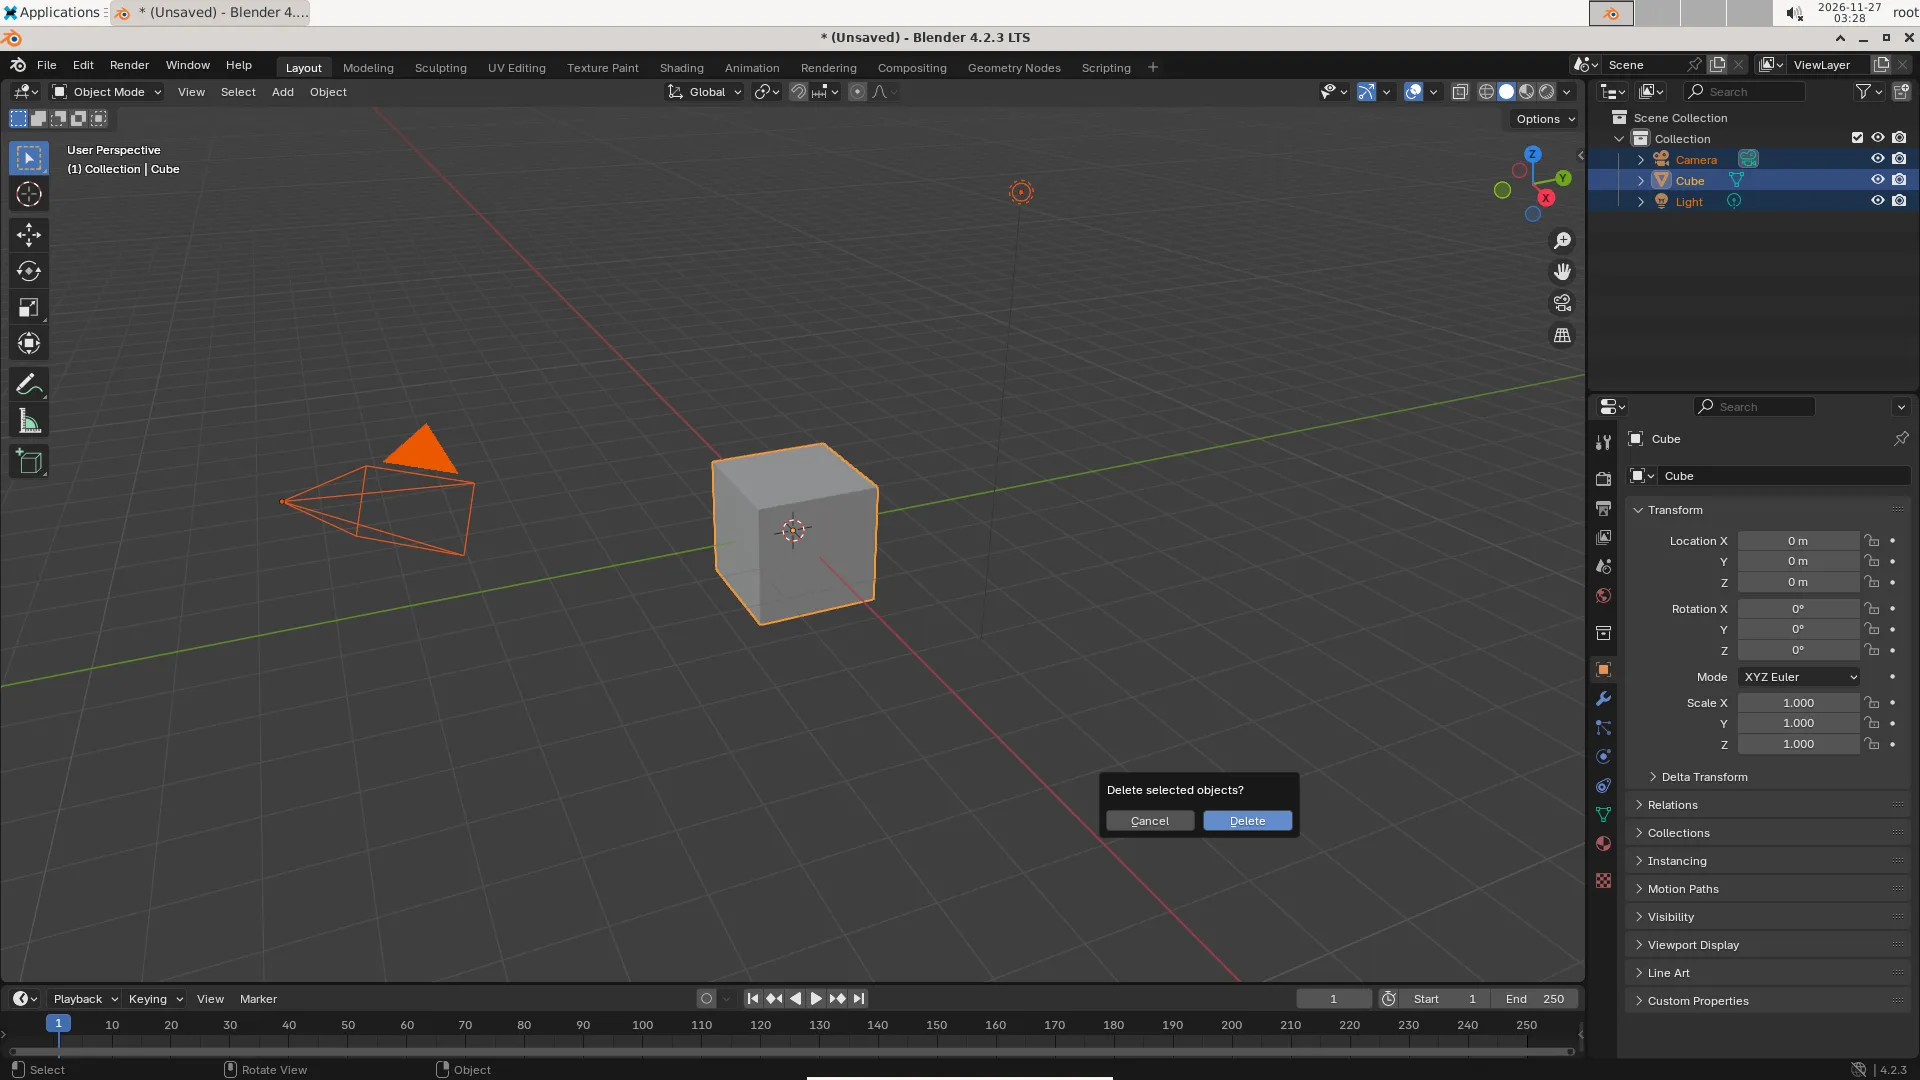 Applications
* (Unsaved) - Blender 4....
2026-11-27
03:28
root
* (Unsaved) - Blender 4.2.3 LTS
File Edit Render Window Help
Layout Modeling Sculpting UV Editing Texture Paint Shading Animation Rendering Compositing Geometry Nodes Scripting +
Scene
ViewLayer
Object Mode View Select Add Object
Global
Search
Options
User Perspective
(1) Collection | Cube
Z
Y
X
Scene Collection
Collection
Camera
Cube
Light
Search
Cube
Cube
Transform
Location X 0 m
Y 0 m
Z 0 m
Rotation X 0°
Y 0°
Z 0°
Mode XYZ Euler
Scale X 1.000
Y 1.000
Z 1.000
Delta Transform
Relations
Collections
Instancing
Motion Paths
Visibility
Viewport Display
Line Art
Custom Properties
Delete selected objects?
Cancel Delete
Playback Keying View Marker
1 Start 1 End 250
1 10 20 30 40 50 60 70 80 90 100 110 120 130 140 150 160 170 180 190 200 210 220 230 240 250
Select Rotate View Object
4.2.3